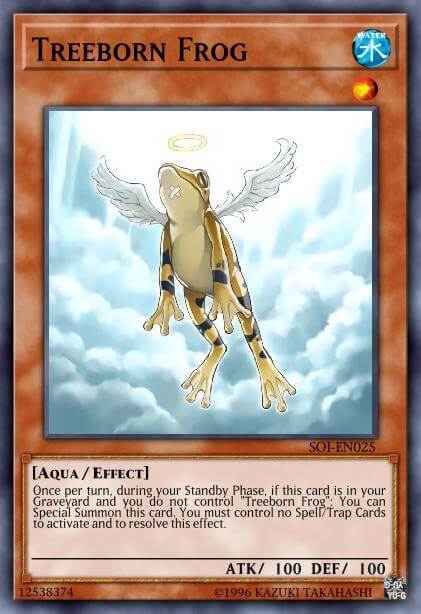 Treeborn Frog
WATER
水
SOI-EN025
[Aqua / Effect]
Once per turn, during your Standby Phase, if this card is in your
Graveyard and you do not control "Treeborn Frog": You can
Special Summon this card. You must control no Spell/Trap Cards
to activate and to resolve this effect.
ATK/ 100 DEF/ 100
12538374
©1996 KAZUKI TAKAHASHI